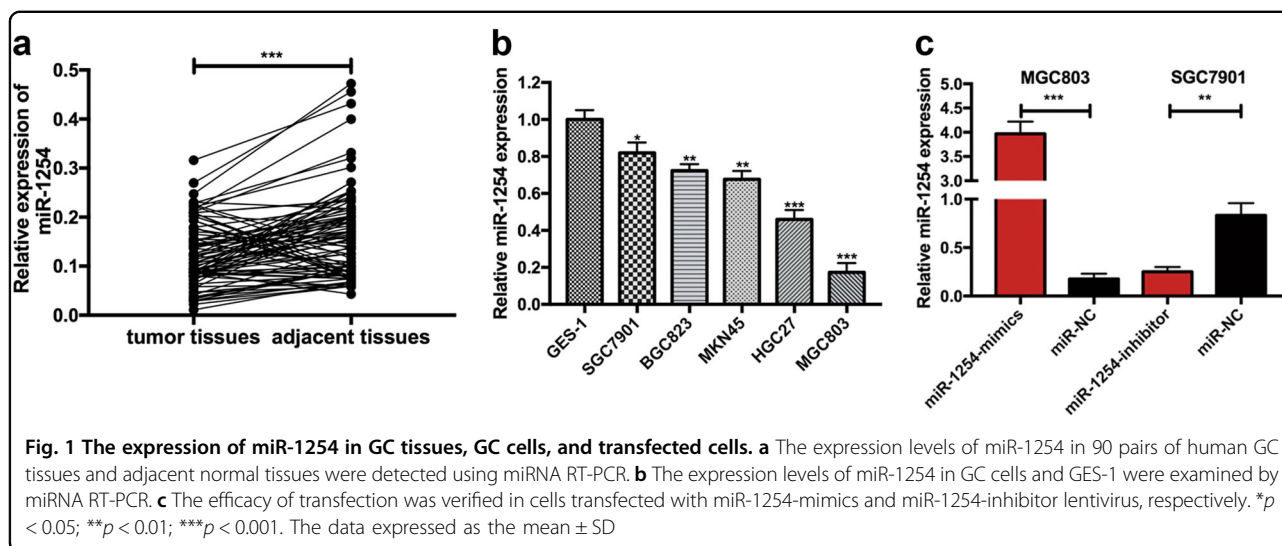 a
***
Relative expression of
miR-1254
0.5
0.4
0.3
0.2
0.1
0.0
tumor tissues
adjacent tissues
b
Relative miR-1254 expression
1.2
1.0
0.8
0.6
0.4
0.2
0.0
*
**
**
***
***
GES-1
SGC7901
BGC823
MKN45
HGC27
MGC803
c
MGC803
SGC7901
***
**
Relative miR-1254 expression
5.0
4.5
4.0
3.5
3.0
1.0
0.5
0.0
miR-1254-mimics
miR-NC
miR-1254-inhibitor
miR-NC
Fig. 1 The expression of miR-1254 in GC tissues, GC cells, and transfected cells. a The expression levels of miR-1254 in 90 pairs of human GC
tissues and adjacent normal tissues were detected using miRNA RT-PCR. b The expression levels of miR-1254 in GC cells and GES-1 were examined by
miRNA RT-PCR. c The efficacy of transfection was verified in cells transfected with miR-1254-mimics and miR-1254-inhibitor lentivirus, respectively. *p
< 0.05; **p < 0.01; ***p < 0.001. The data expressed as the mean ± SD